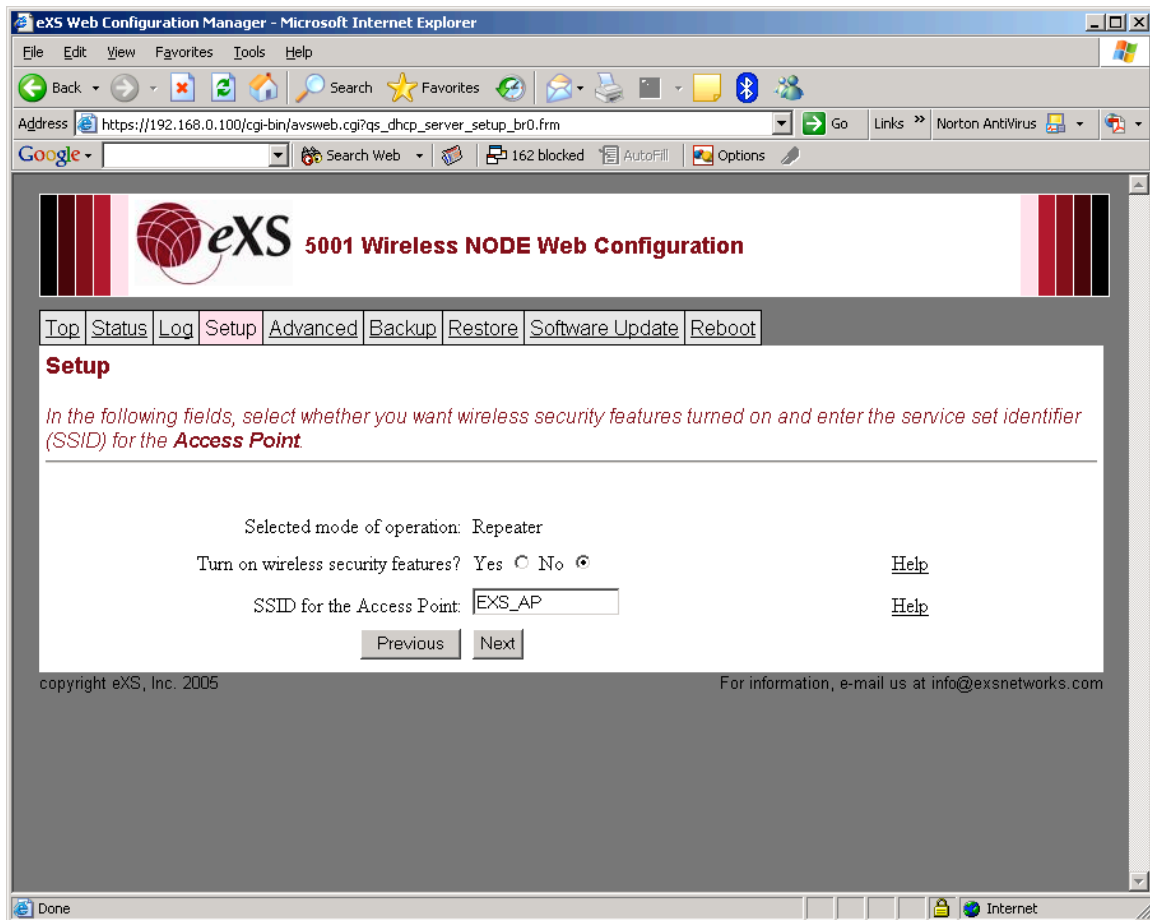 eXS Web Configuration Manager - Microsoft Internet Explorer
File Edit View Favorites Tools Help
Back Search Favorites
Address https://192.168.0.100/cgi-bin/avsweb.cgi?qs_dhcp_server_setup_br0.frm Go Links » Norton AntiVirus
Google Search Web 162 blocked AutoFill Options
eXS 5001 Wireless NODE Web Configuration
Top Status Log Setup Advanced Backup Restore Software Update Reboot
Setup
In the following fields, select whether you want wireless security features turned on and enter the service set identifier
(SSID) for the Access Point.
Selected mode of operation: Repeater
Turn on wireless security features? Yes No Help
SSID for the Access Point: EXS_AP Help
Previous Next
copyright eXS, Inc. 2005 For information, e-mail us at info@exsnetworks.com
Done Internet